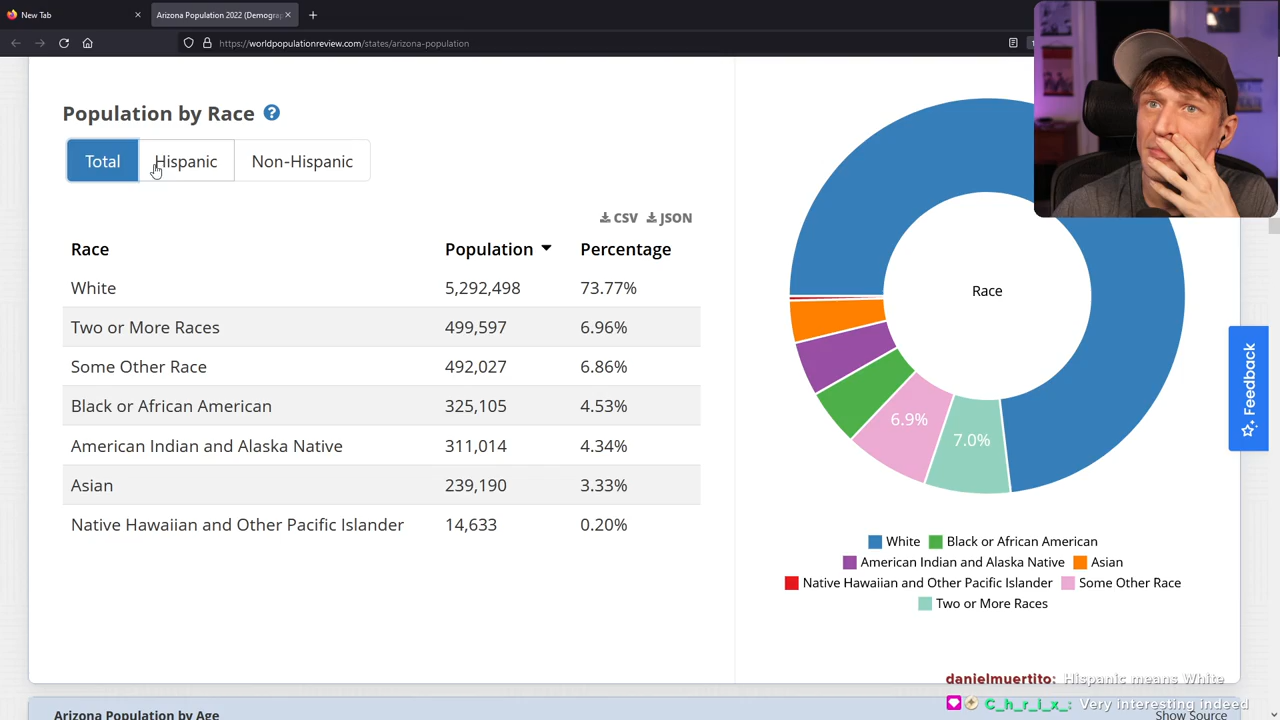 New Tab
Arizona Population 2022 (Demogra
https://worldpopulationreview.com/states/arizona-population
Population by Race
Total
Hispanic
Non-Hispanic
CSV
JSON
Race Population Percentage
White 5,292,498 73.77%
Two or More Races 499,597 6.96%
Some Other Race 492,027 6.86%
Black or African American 325,105 4.53%
American Indian and Alaska Native 311,014 4.34%
Asian 239,190 3.33%
Native Hawaiian and Other Pacific Islander 14,633 0.20%
Race
6.9%
7.0%
White Black or African American
American Indian and Alaska Native Asian
Native Hawaiian and Other Pacific Islander Some Other Race
Two or More Races
Feedback
danielmuertito: Hispanic means White
C_h_r_i_x_: Very interesting indeed
Arizona Population by Age
Show Source